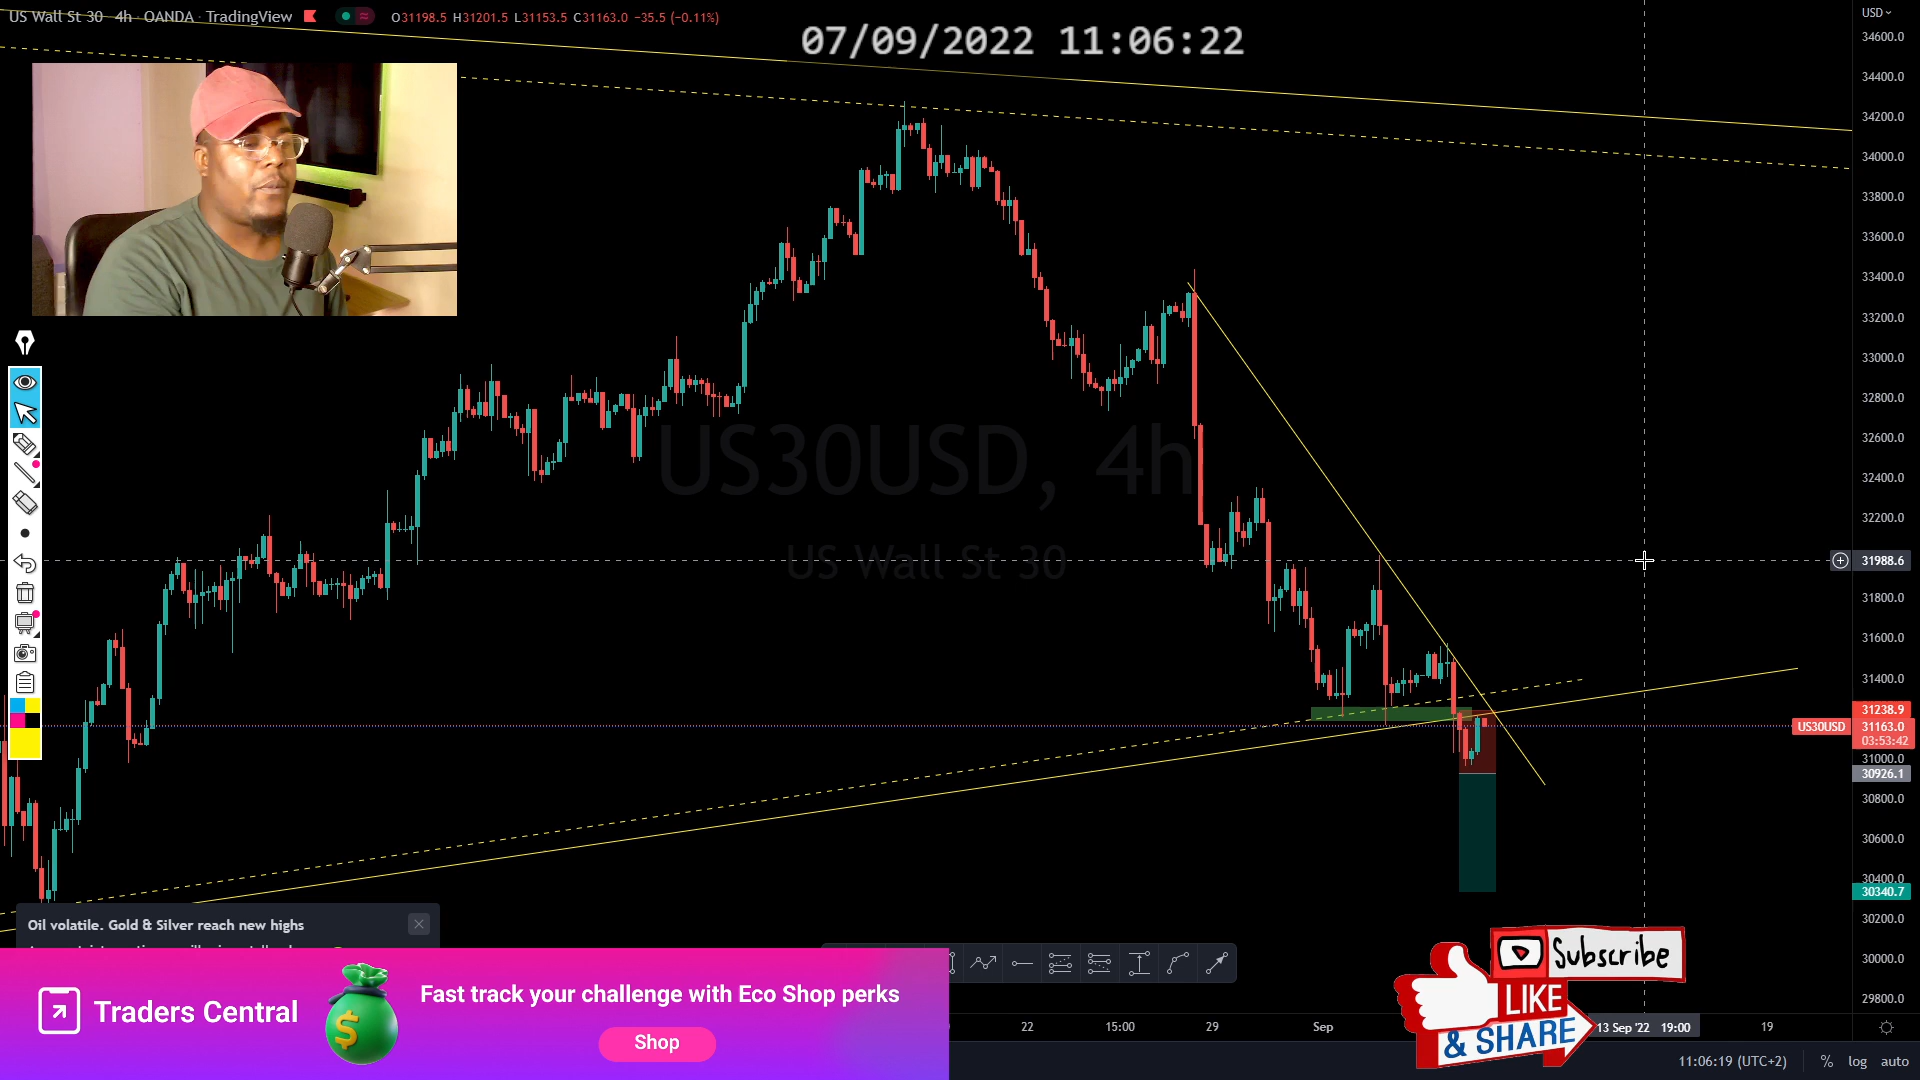 US Wall St 30 · 4h · OANDA · TradingView
O31198.5 H31201.5 L31153.5 C31163.0 −35.5 (−0.11%)
07/09/2022 11:06:22
USD
34600.0
34400.0
34200.0
34000.0
33800.0
33600.0
33400.0
33200.0
33000.0
32800.0
32600.0
32400.0
32200.0
31988.6
31800.0
31600.0
31400.0
31238.9
US30USD 31163.0
03:53:42
31000.0
30926.1
30800.0
30600.0
30400.0
30340.7
30200.0
30000.0
29800.0
US30USD, 4h
US Wall St 30
Oil volatile. Gold & Silver reach new highs
Traders Central
Fast track your challenge with Eco Shop perks
Shop
$
Subscribe
LIKE
& SHARE
22 15:00 29 Sep 13 Sep '22 19:00 19
11:06:19 (UTC+2) % log auto